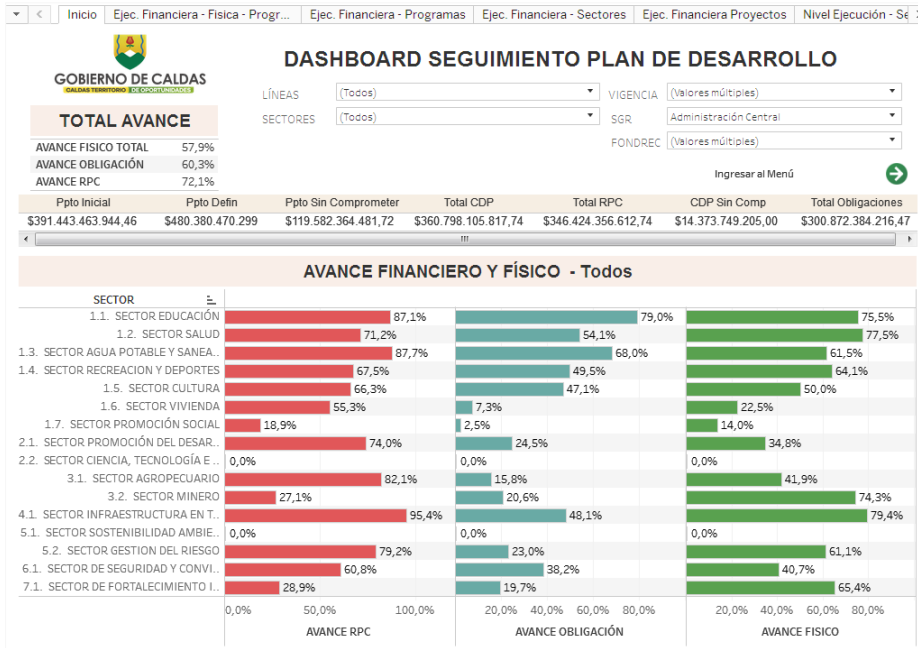 Inicio Ejec. Financiera - Fisica - Progr... Ejec. Financiera - Programas Ejec. Financiera - Sectores Ejec. Financiera Proyectos Nivel Ejecución - Se
GOBIERNO DE CALDAS
CALDAS TERRITORIO DE OPORTUNIDADES
DASHBOARD SEGUIMIENTO PLAN DE DESARROLLO
LÍNEAS (Todos) VIGENCIA (Valores múltiples)
SECTORES (Todos) SGR Administración Central
FONDREC (Valores múltiples)
Ingresar al Menú
TOTAL AVANCE
AVANCE FISICO TOTAL 57,9%
AVANCE OBLIGACIÓN 60,3%
AVANCE RPC 72,1%
Ppto Inicial Ppto Defin Ppto Sin Comprometer Total CDP Total RPC CDP Sin Comp Total Obligaciones
$391.443.463.944,46 $480.380.470.299 $119.582.364.481,72 $360.798.105.817,74 $346.424.356.612,74 $14.373.749.205,00 $300.872.384.216,47
AVANCE FINANCIERO Y FÍSICO - Todos
SECTOR
1.1. SECTOR EDUCACIÓN 87,1% 79,0% 75,5%
1.2. SECTOR SALUD 71,2% 54,1% 77,5%
1.3. SECTOR AGUA POTABLE Y SANEA.. 87,7% 68,0% 61,5%
1.4. SECTOR RECREACION Y DEPORTES 67,5% 49,5% 64,1%
1.5. SECTOR CULTURA 66,3% 47,1% 50,0%
1.6. SECTOR VIVIENDA 55,3% 7,3% 22,5%
1.7. SECTOR PROMOCIÓN SOCIAL 18,9% 2,5% 14,0%
2.1. SECTOR PROMOCIÓN DEL DESAR.. 74,0% 24,5% 34,8%
2.2. SECTOR CIENCIA, TECNOLOGÍA E .. 0,0% 0,0% 0,0%
3.1. SECTOR AGROPECUARIO 82,1% 15,8% 41,9%
3.2. SECTOR MINERO 27,1% 20,6% 74,3%
4.1. SECTOR INFRAESTRUCTURA EN T.. 95,4% 48,1% 79,4%
5.1. SECTOR SOSTENIBILIDAD AMBIE.. 0,0% 0,0% 0,0%
5.2. SECTOR GESTION DEL RIESGO 79,2% 23,0% 61,1%
6.1. SECTOR DE SEGURIDAD Y CONVI.. 60,8% 38,2% 40,7%
7.1. SECTOR DE FORTALECIMIENTO I.. 28,9% 19,7% 65,4%
0,0% 50,0% 100,0% 20,0% 40,0% 60,0% 80,0% 20,0% 40,0% 60,0% 80,0%
AVANCE RPC AVANCE OBLIGACIÓN AVANCE FISICO